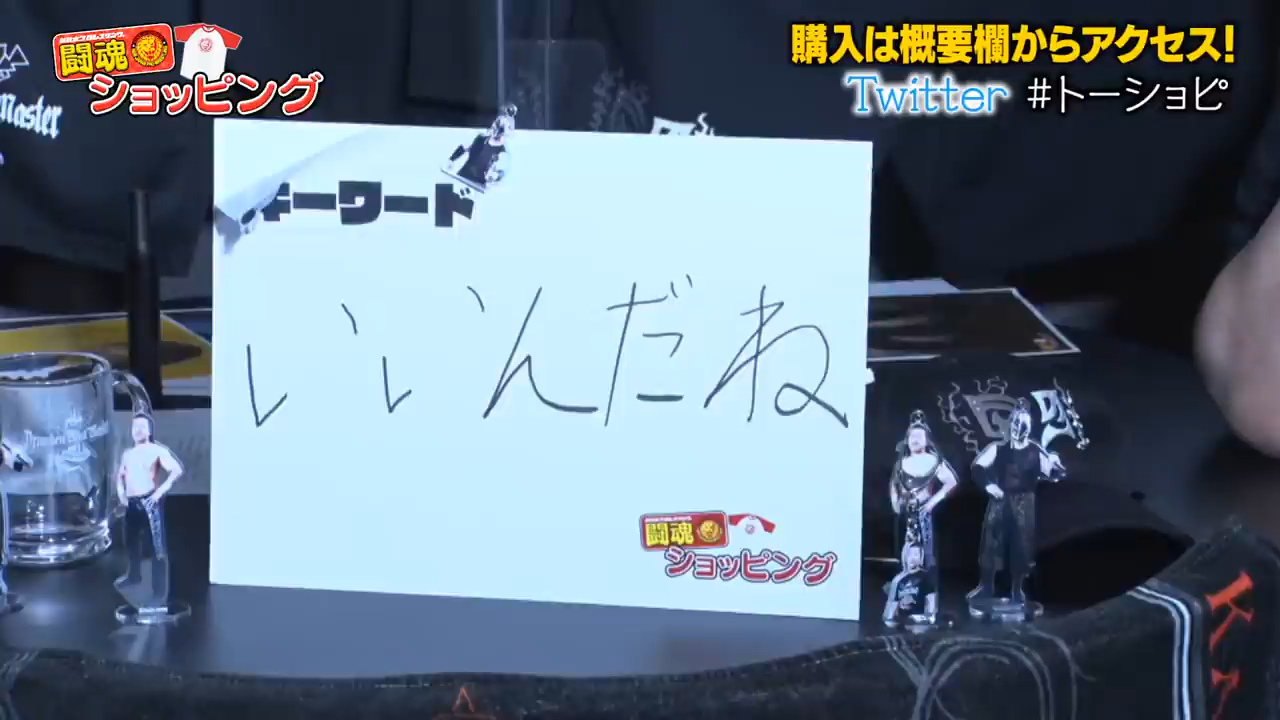 闘魂
ショッピング
購入は概要欄からアクセス!
Twitter #トーショピ
Master
キーワード
いいんだね
闘魂
ショッピング